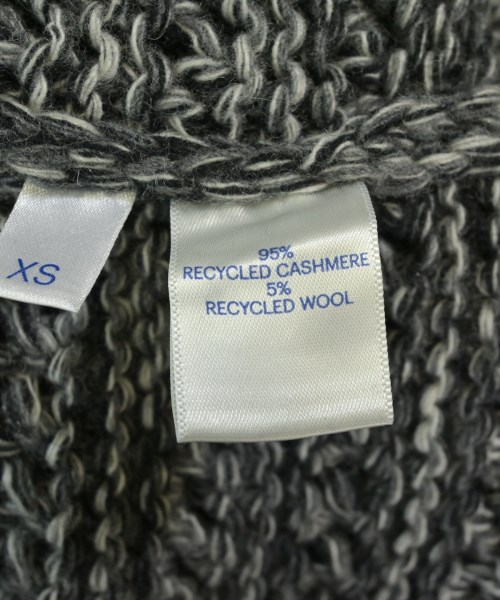 XS
95%
RECYCLED CASHMERE
5%
RECYCLED WOOL